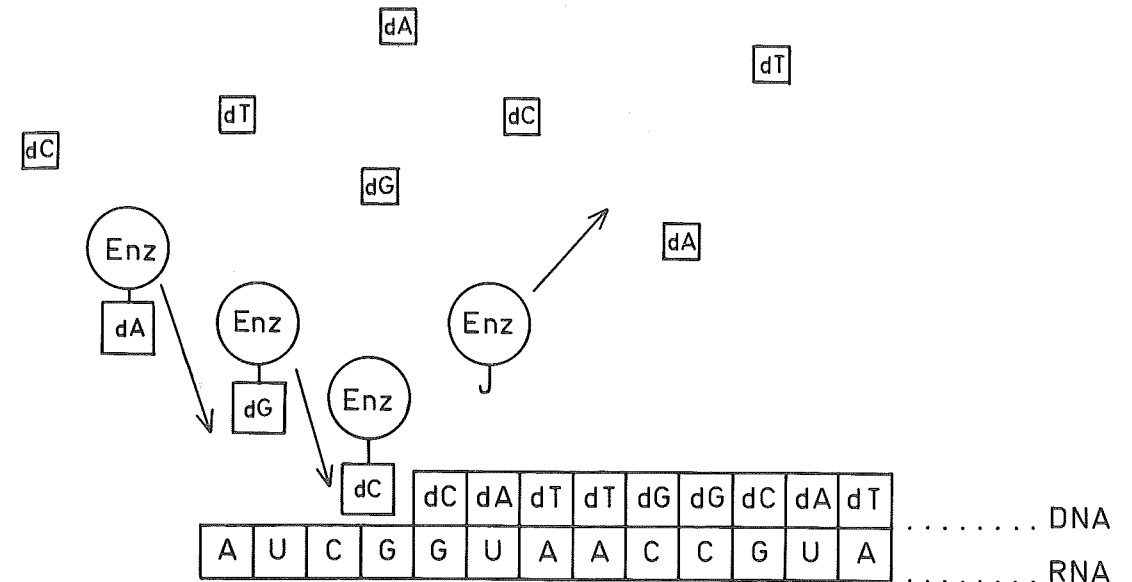 dA
dT
dT
dC
dC
dG
dA
Enz
dA
Enz
dG
Enz
Enz
dC
dC dA dT dT dG dG dC dA dT ........ DNA
A U C G G U A A C C G U A ........ RNA